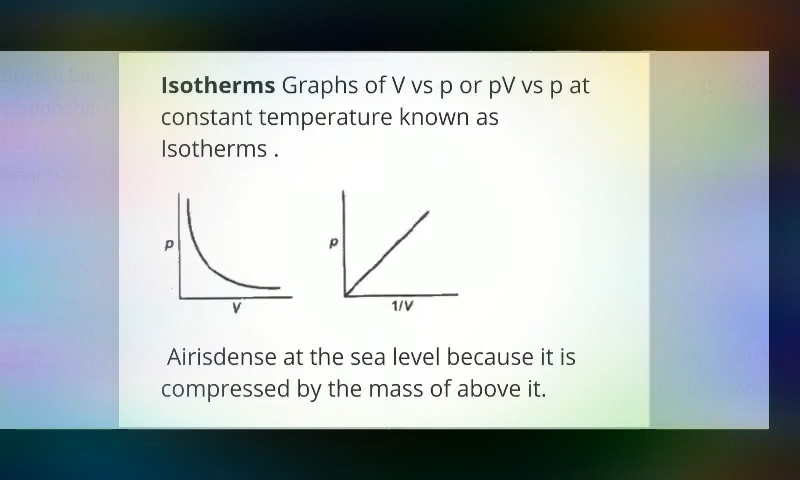 Isotherms Graphs of V vs p or pV vs p at
constant temperature known as
Isotherms .
p
V
p
1/V
Airisdense at the sea level because it is
compressed by the mass of above it.